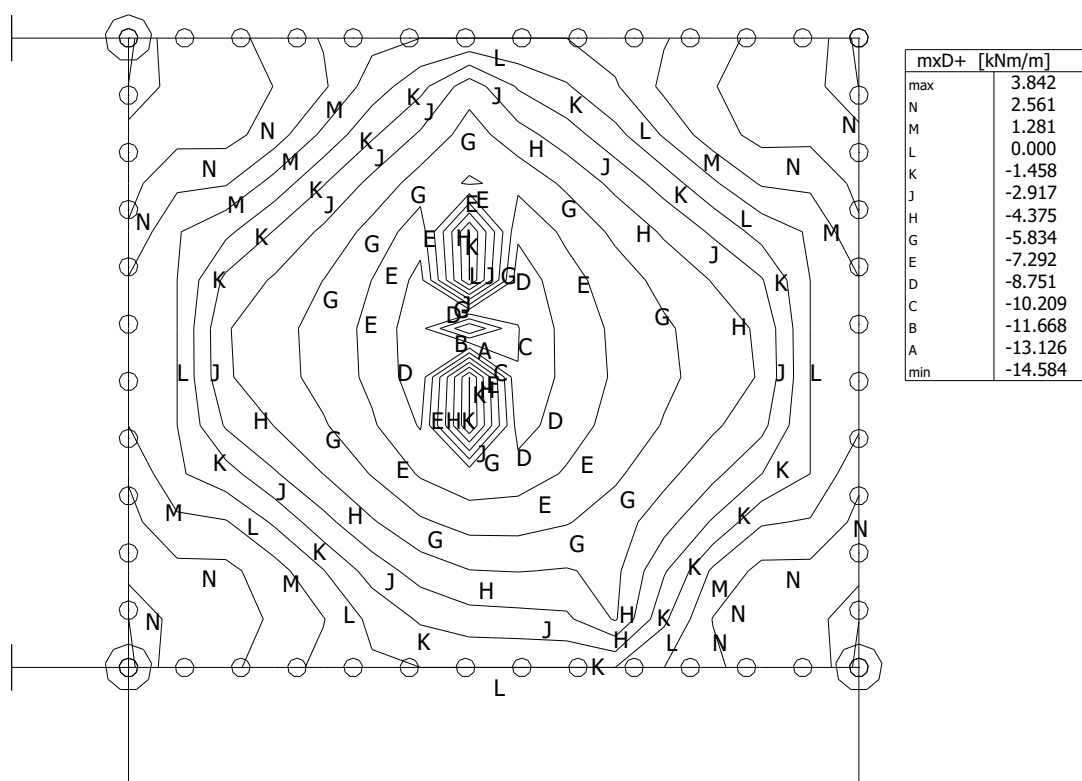 mxD+ [kNm/m]
max 3.842
N 2.561
M 1.281
L 0.000
K -1.458
J -2.917
H -4.375
G -5.834
E -7.292
D -8.751
C -10.209
B -11.668
A -13.126
min -14.584
L
K J J K
M K L
N K J G H J M N
M K N
N M J G E E G K L
K E H K H M
G J
K E L J G D E K
G J G
E D G G H
B A C
L J D C J L
K H E
H E H K D
G J G D E K
K E
J E G
M L H K N
K G G
N M J H K M N
N L H K N
K J H L N
K
L